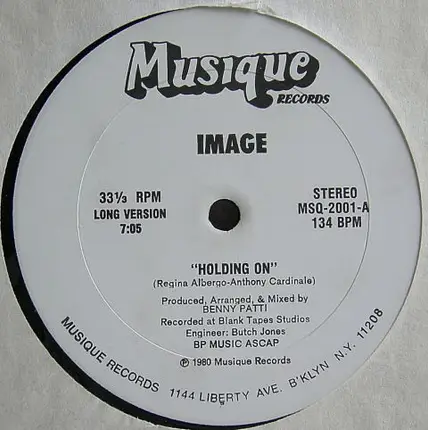 Musique
RECORDS
IMAGE
33⅓ RPM
LONG VERSION
7:05
STEREO
MSQ-2001-A
134 BPM
"HOLDING ON"
(Regina Albergo-Anthony Cardinale)
Produced, Arranged, & Mixed by
BENNY PATTI
Recorded at Blank Tapes Studios
Engineer: Butch Jones
BP MUSIC ASCAP
℗ 1980 Musique Records
MUSIQUE RECORDS 1144 LIBERTY AVE. B'KLYN N.Y. 11208